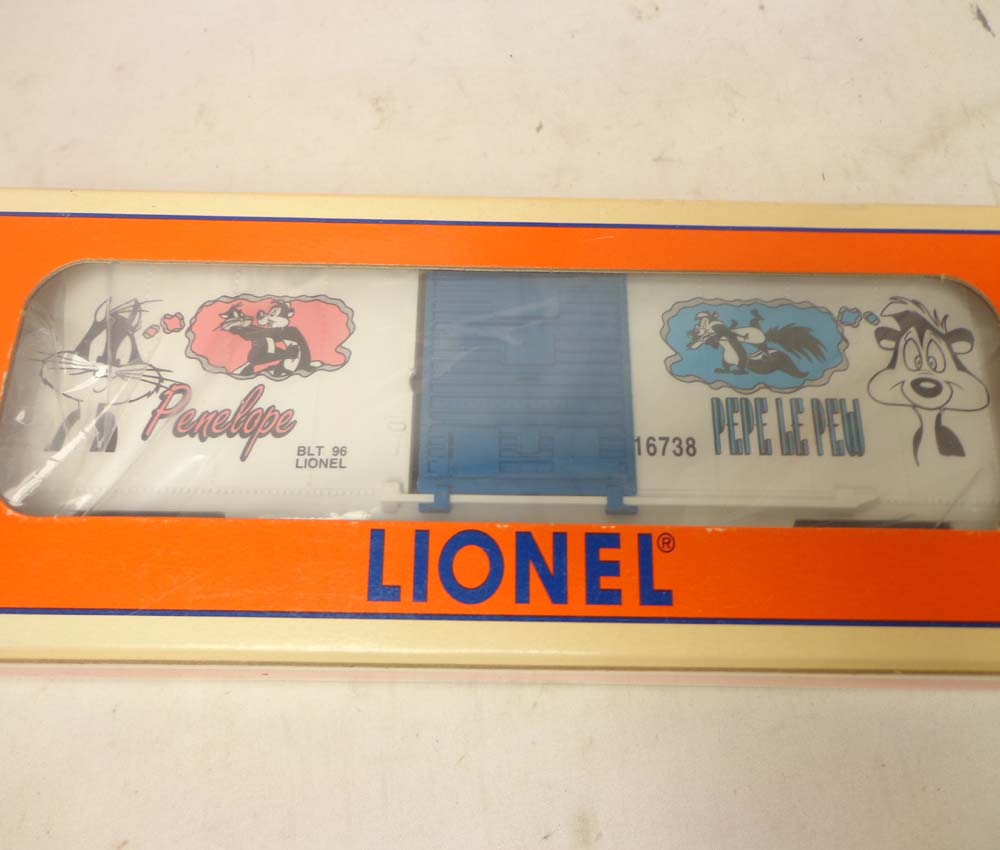 Penelope
BLT 96
LIONEL
16738
PEPE LE PEW
LIONEL®